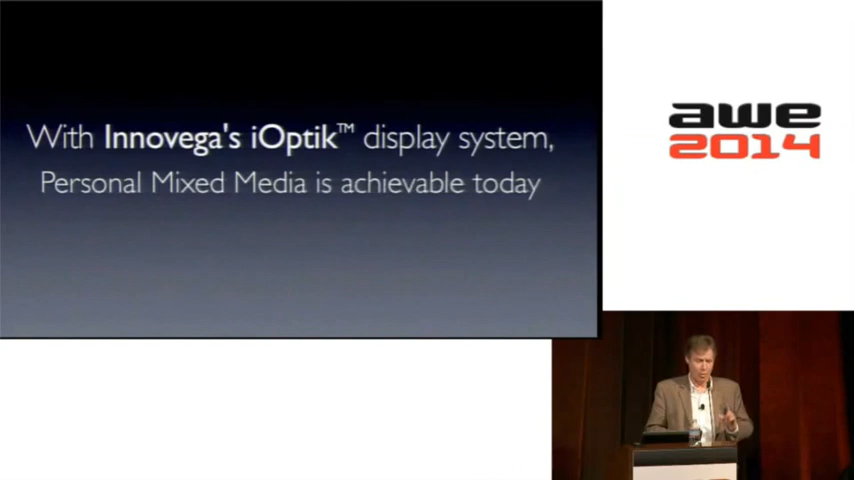 With Innovega's iOptik™ display system,
Personal Mixed Media is achievable today
awe
2014